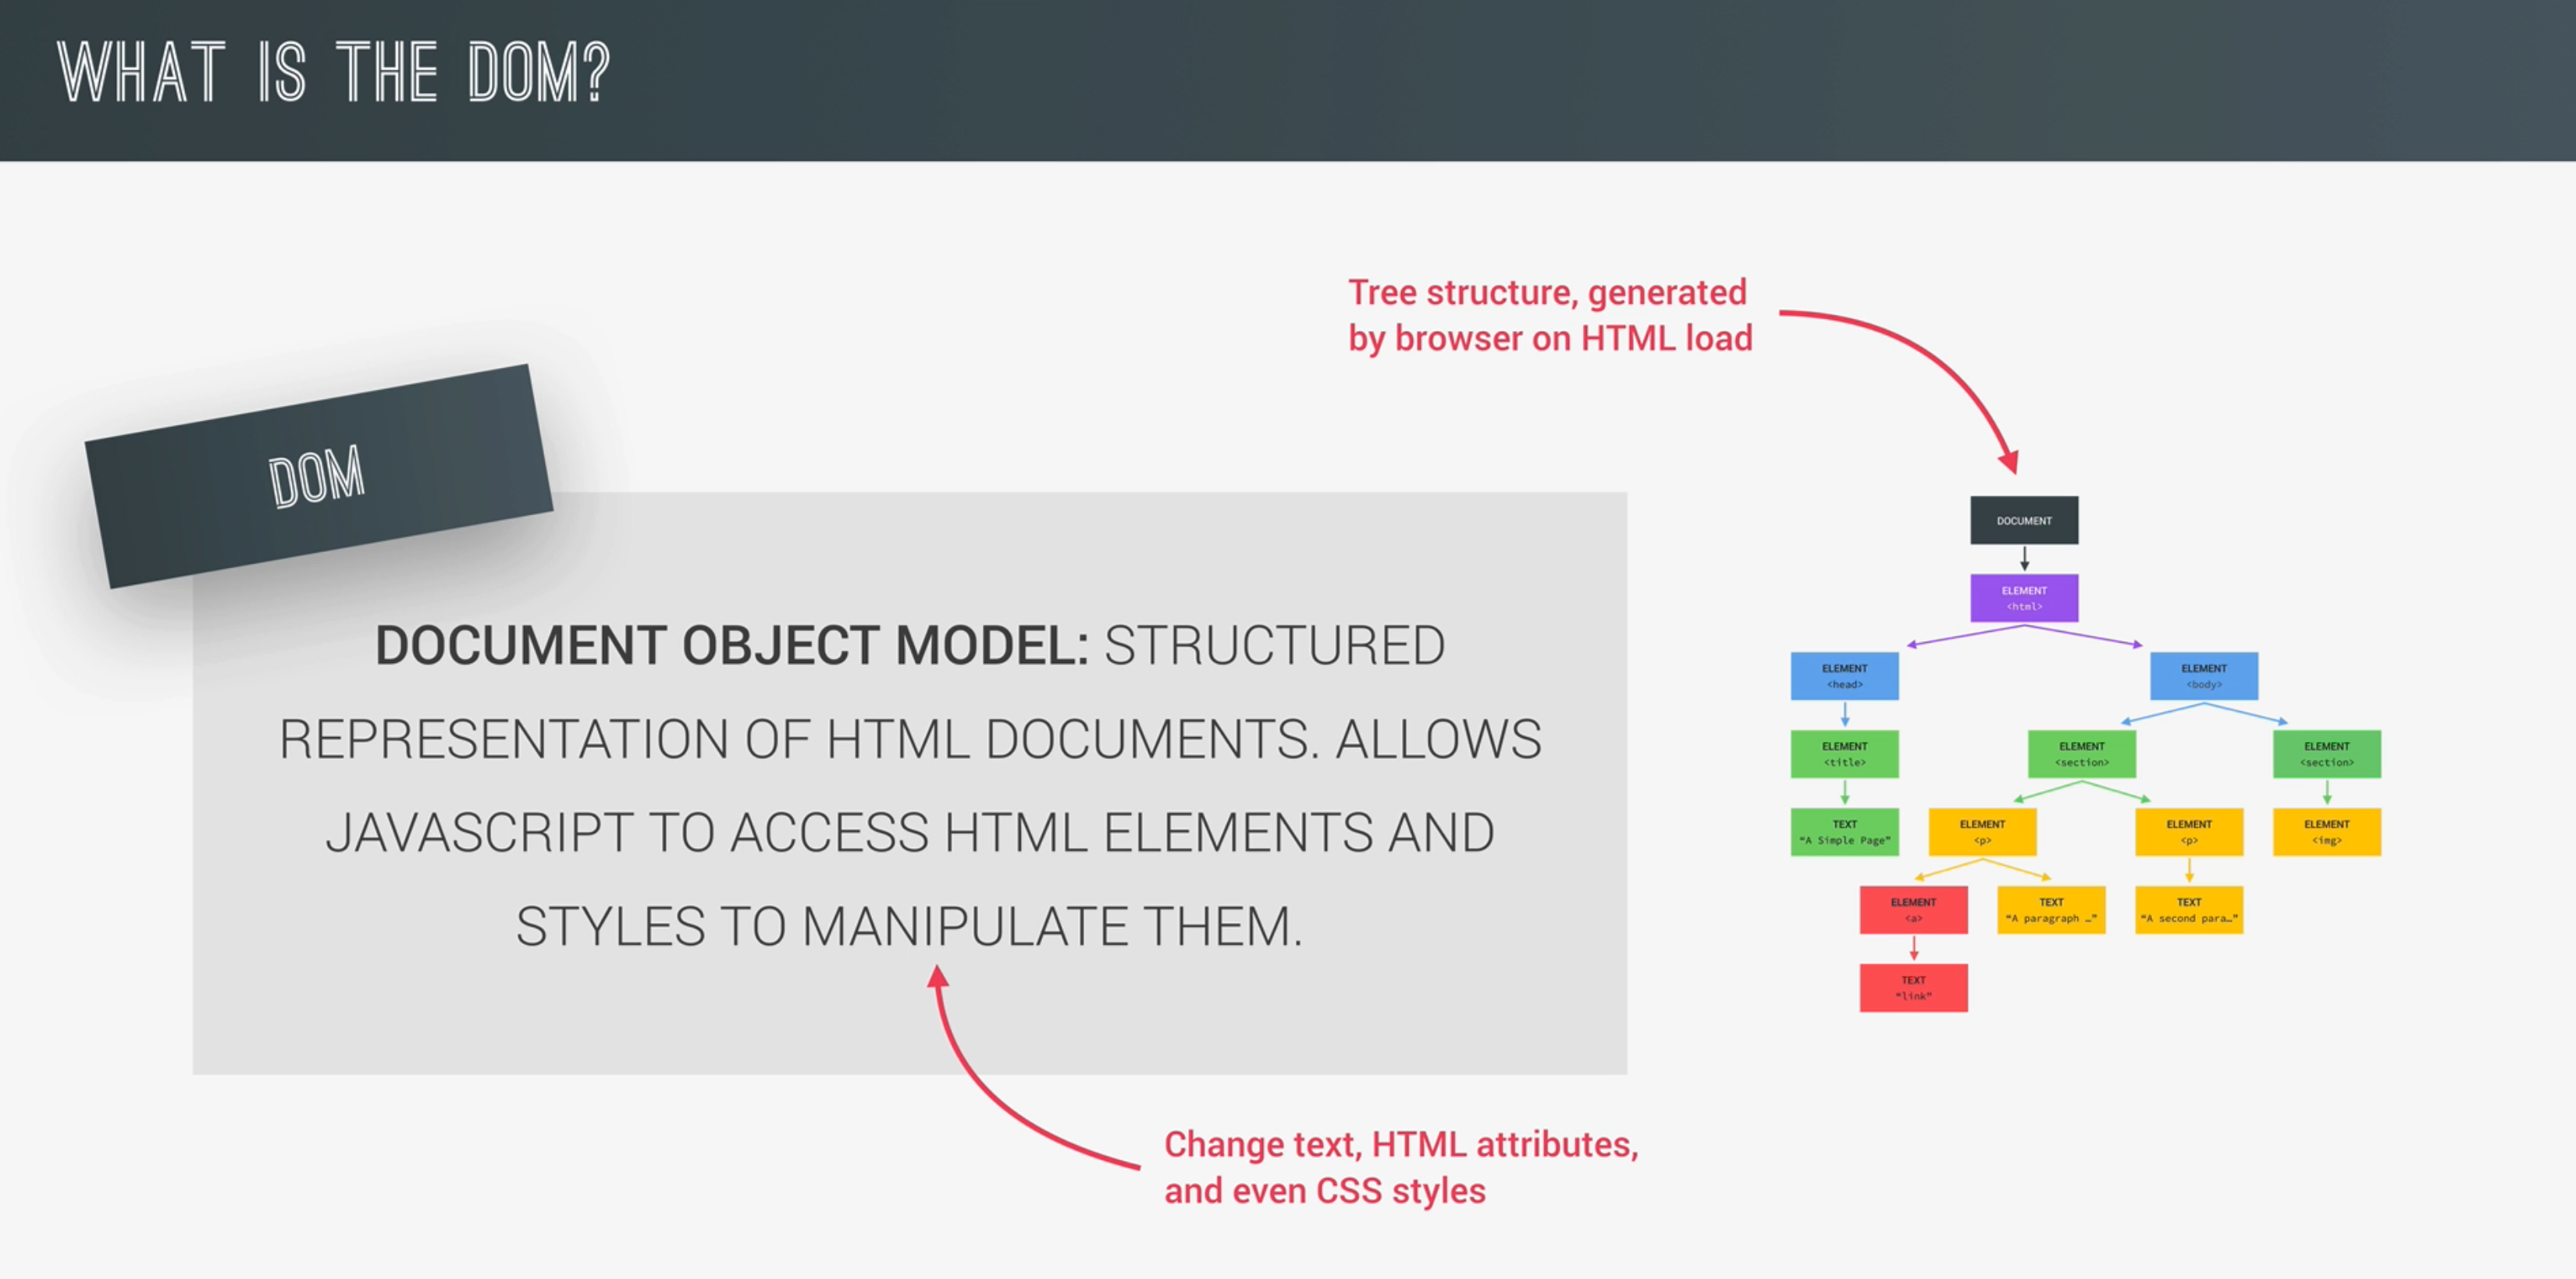 WHAT IS THE DOM?
Tree structure, generated
by browser on HTML load
DOM
DOCUMENT OBJECT MODEL: STRUCTURED
REPRESENTATION OF HTML DOCUMENTS. ALLOWS
JAVASCRIPT TO ACCESS HTML ELEMENTS AND
STYLES TO MANIPULATE THEM.
Change text, HTML attributes,
and even CSS styles
DOCUMENT
ELEMENT
<html>
ELEMENT
<head>
ELEMENT
<body>
ELEMENT
<title>
ELEMENT
<section>
ELEMENT
<section>
TEXT
"A Simple Page"
ELEMENT
<p>
ELEMENT
<p>
ELEMENT
<img>
ELEMENT
<a>
TEXT
"A paragraph …"
TEXT
"A second para…"
TEXT
"link"